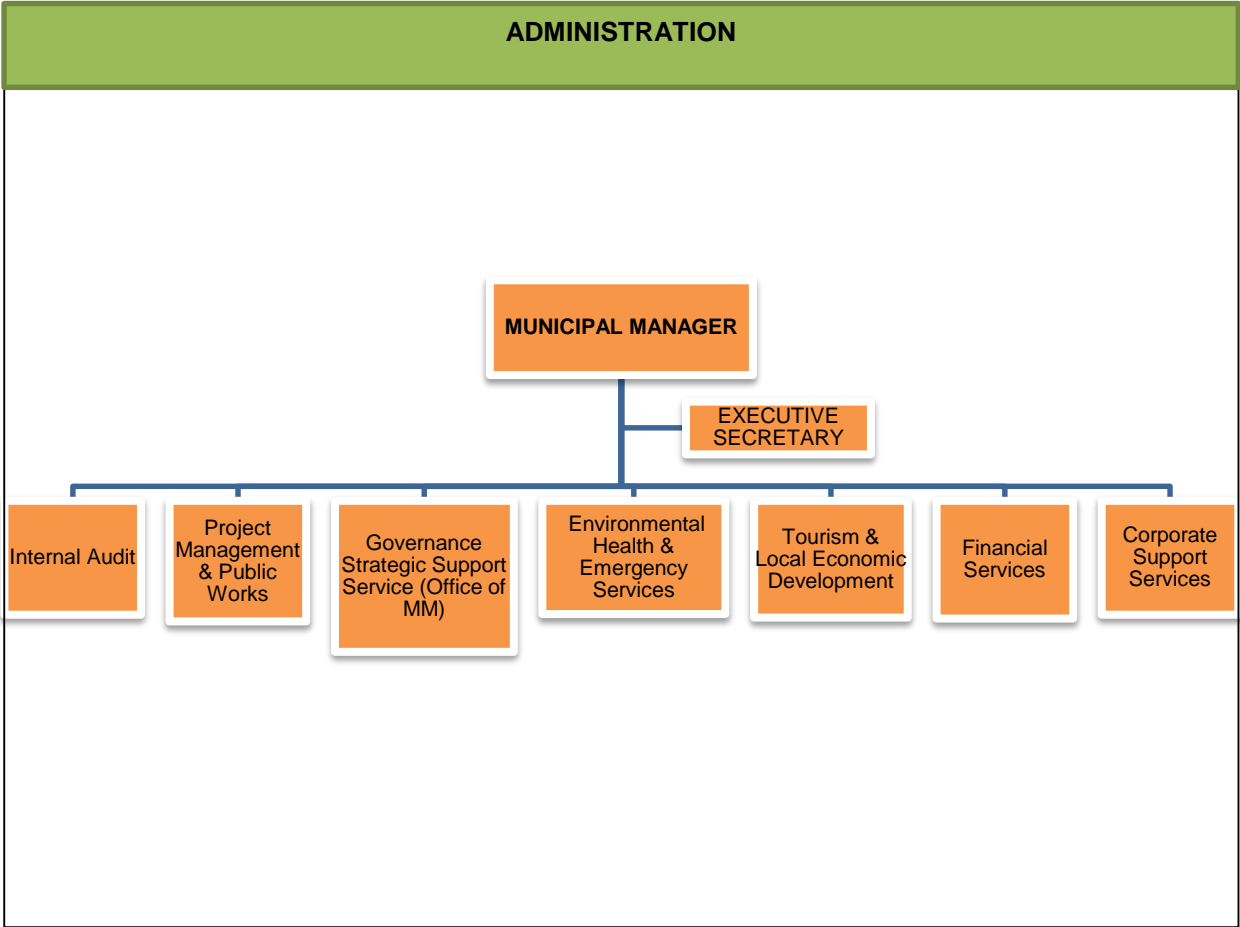 ADMINISTRATION
MUNICIPAL MANAGER
EXECUTIVE
SECRETARY
Internal Audit
Project
Management
& Public
Works
Governance
Strategic Support
Service (Office of
MM)
Environmental
Health &
Emergency
Services
Tourism &
Local Economic
Development
Financial
Services
Corporate
Support
Services